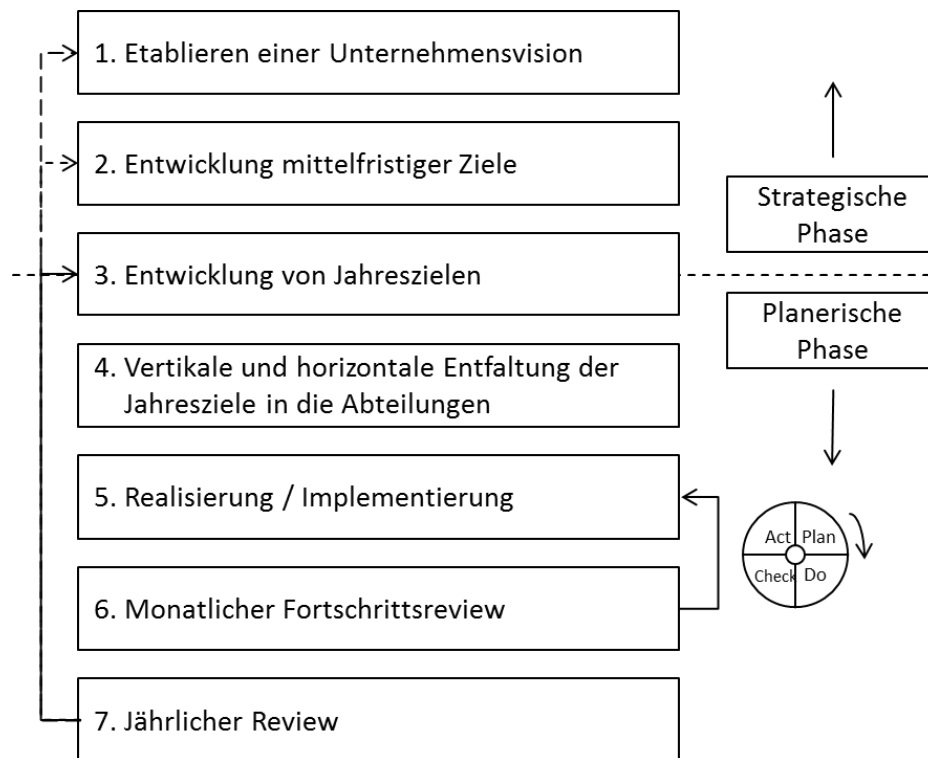 1. Etablieren einer Unternehmensvision
2. Entwicklung mittelfristiger Ziele
Strategische
Phase
3. Entwicklung von Jahreszielen
Planerische
Phase
4. Vertikale und horizontale Entfaltung der
Jahresziele in die Abteilungen
5. Realisierung / Implementierung
Act Plan
Check Do
6. Monatlicher Fortschrittsreview
7. Jährlicher Review